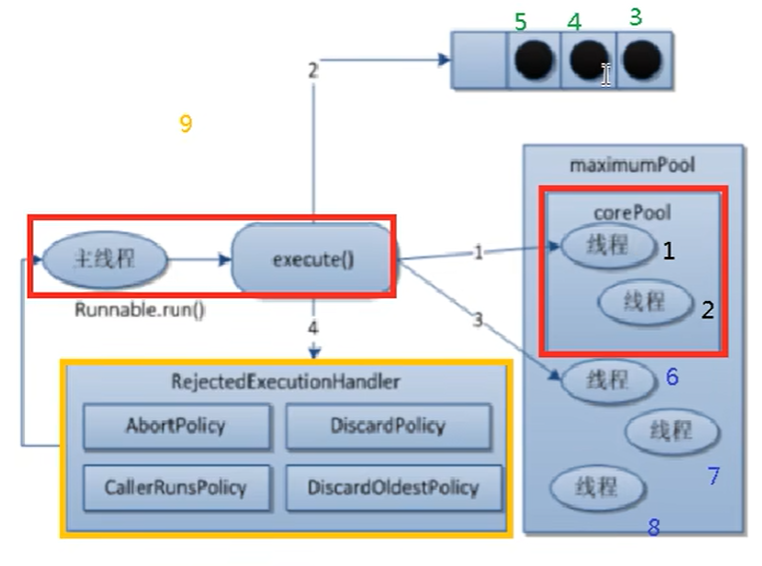 5 4 3
2
9
maximumPool
corePool
主线程
execute()
1
线程 1
线程 2
Runnable.run()
4
3
线程 6
RejectedExecutionHandler
AbortPolicy
DiscardPolicy
线程
7
CallerRunsPolicy
DiscardOldestPolicy
线程
8